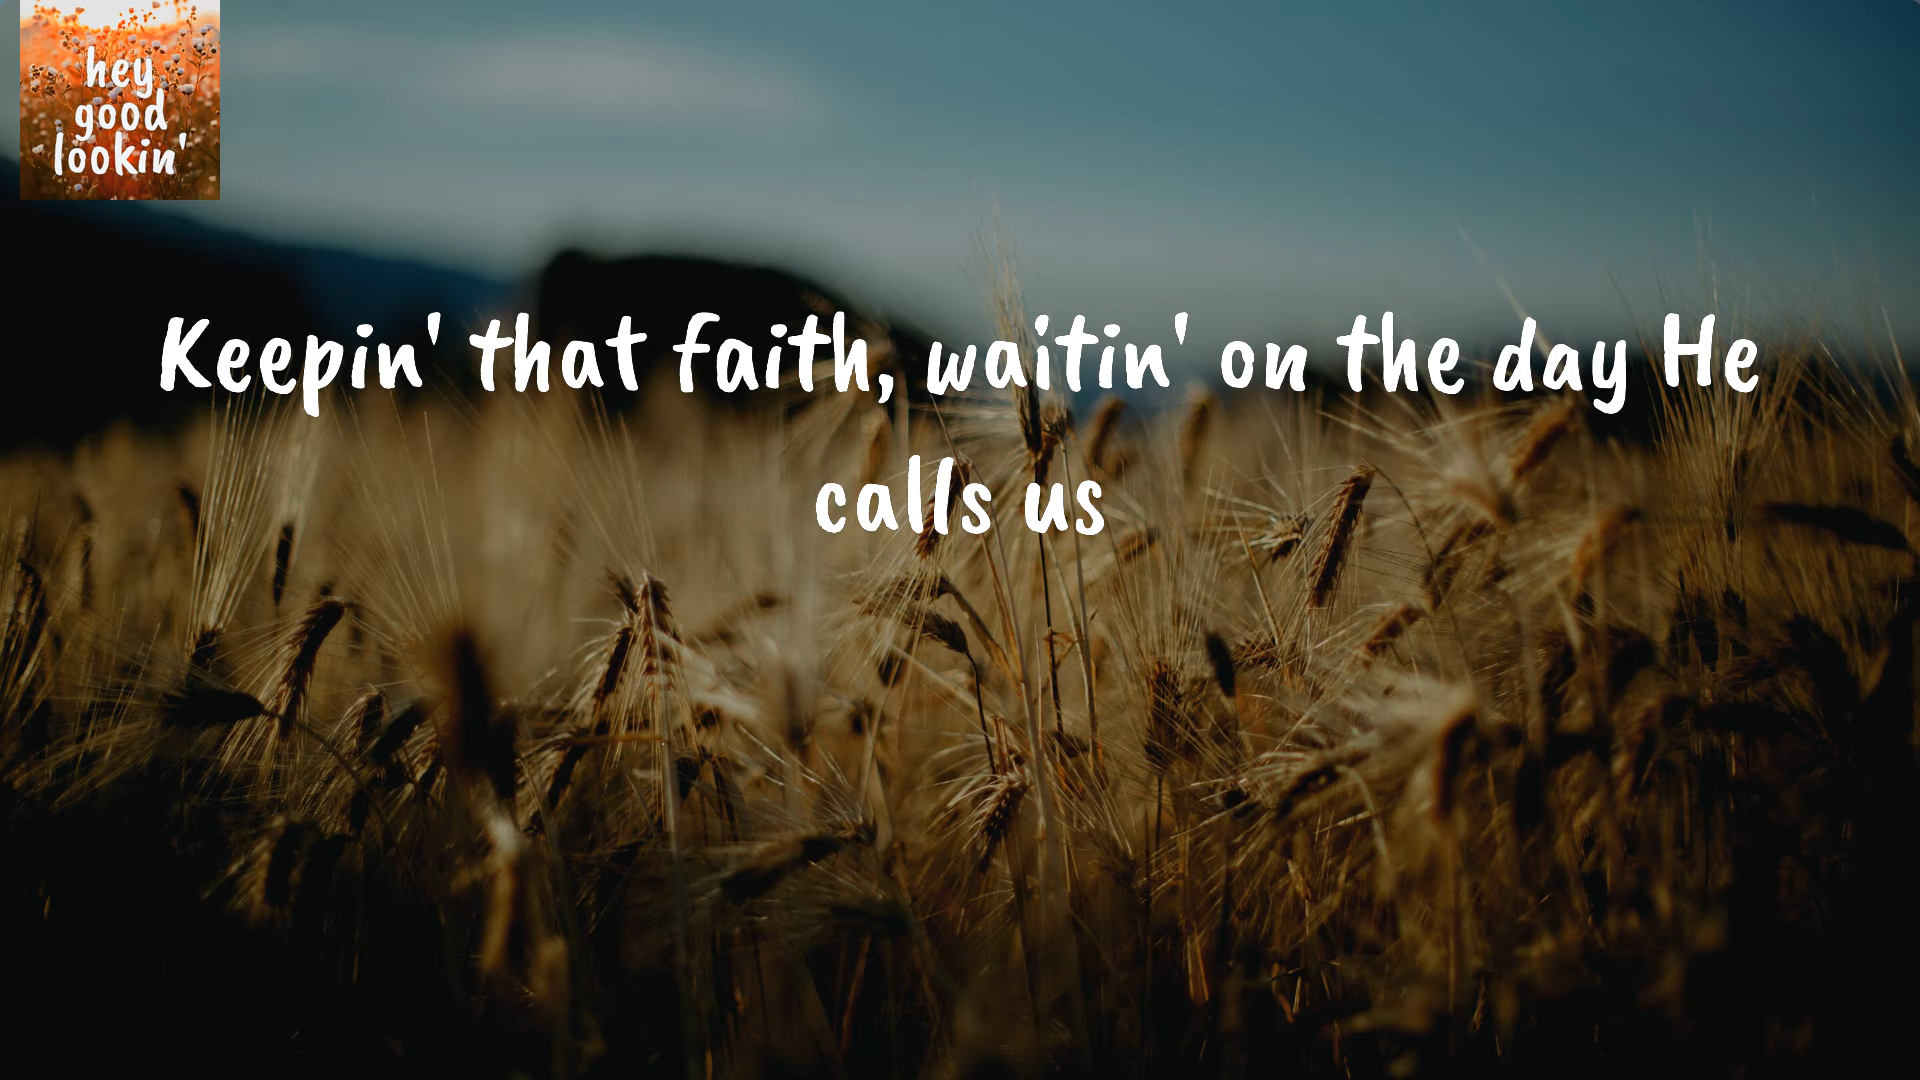 hey
good
lookin'
Keepin' that faith, waitin' on the day He
calls us